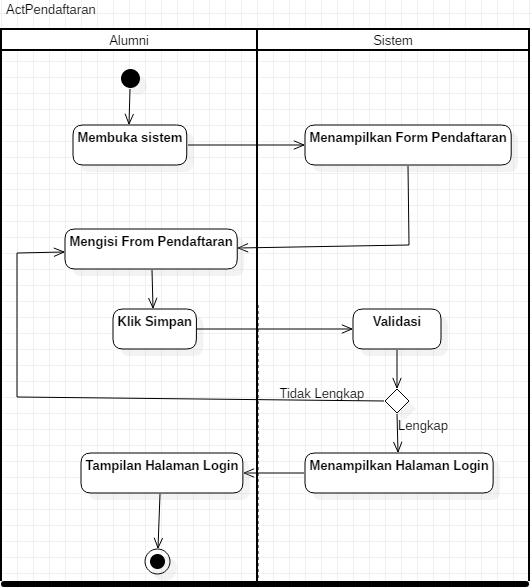 ActPendaftaran
Alumni
Sistem
Membuka sistem
Menampilkan Form Pendaftaran
Mengisi From Pendaftaran
Klik Simpan
Validasi
Tidak Lengkap
Lengkap
Tampilan Halaman Login
Menampilkan Halaman Login